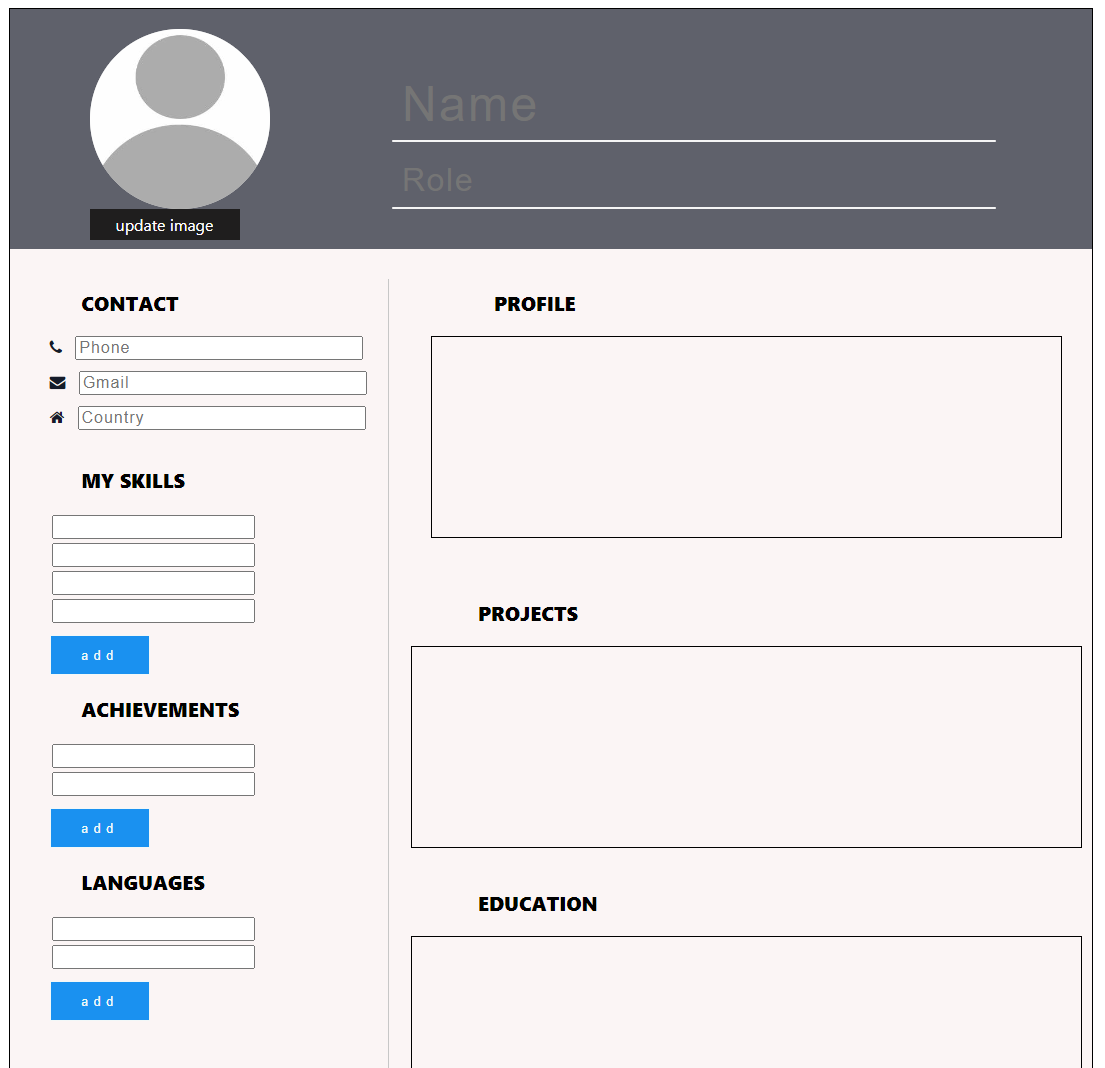 Name
Role
update image
CONTACT
Phone
Gmail
Country
MY SKILLS
add
ACHIEVEMENTS
add
LANGUAGES
add
PROFILE
PROJECTS
EDUCATION